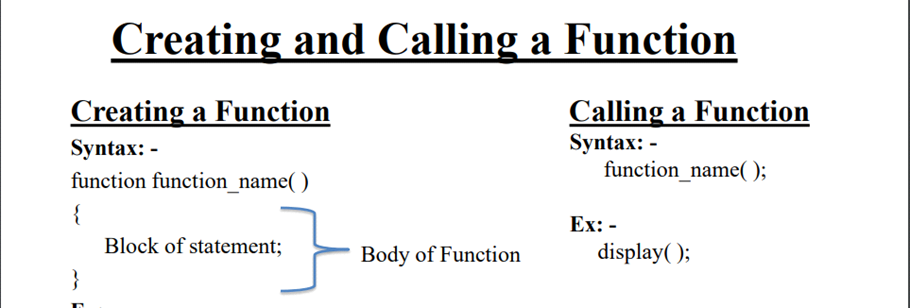 Creating and Calling a Function
Creating a Function
Syntax: -
function function_name( )
{
Block of statement;
}
Body of Function
Calling a Function
Syntax: -
function_name( );
Ex: -
display( );